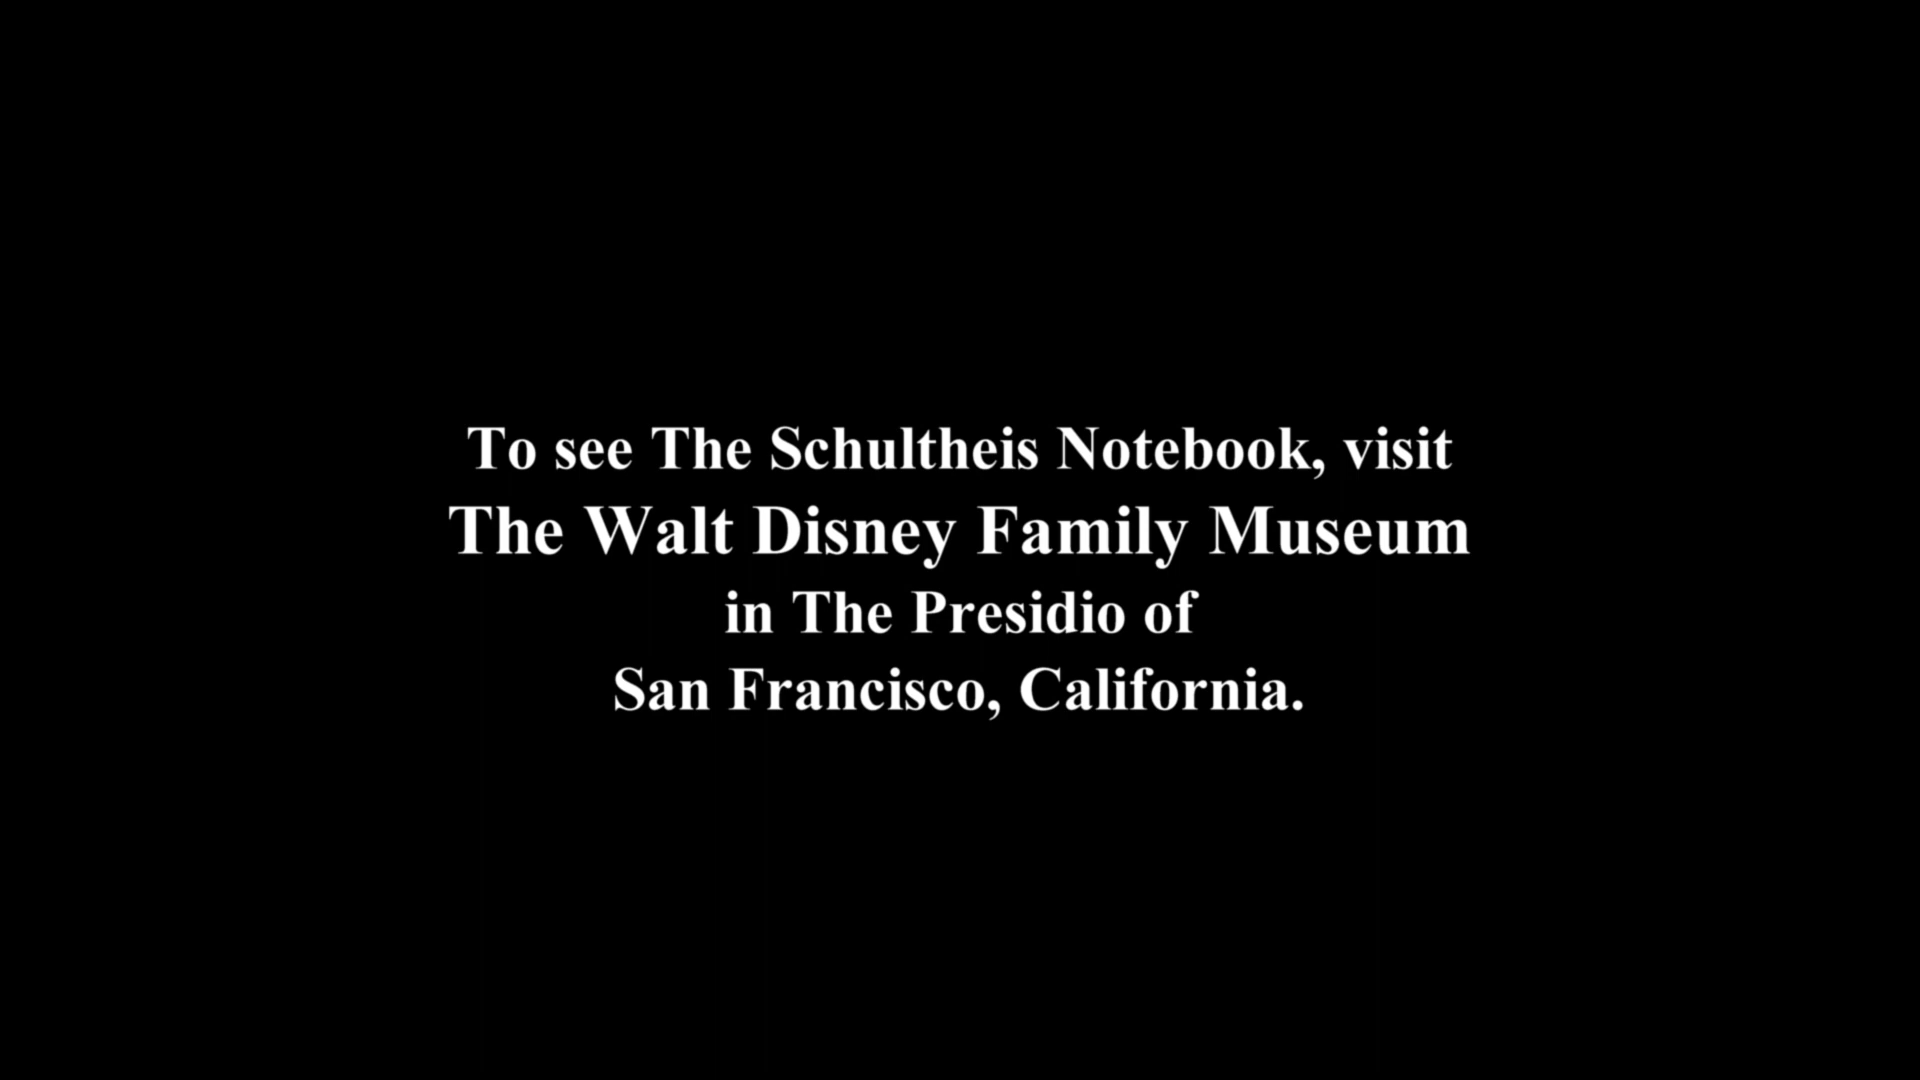 To see The Schultheis Notebook, visit
The Walt Disney Family Museum
in The Presidio of
San Francisco, California.